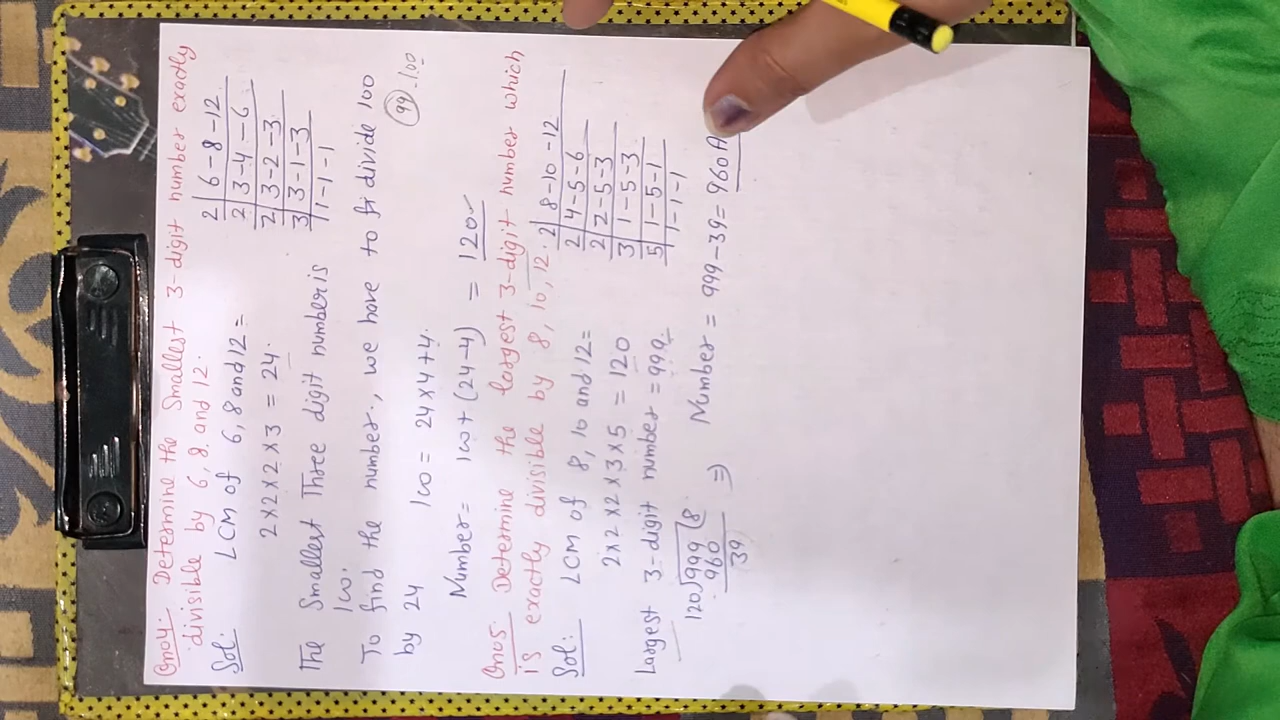 Qno4:- Determine the Smallest 3-digit number exactly
divisible by 6, 8 and 12.
Sol:- LCM of 6, 8 and 12 =
2 x 2 x 2 x 3 = 24.
2 | 6 - 8 - 12
2 | 3 - 4 - 6
2 | 3 - 2 - 3
3 | 3 - 1 - 3
1 - 1 - 1
The Smallest Three digit number is
100.
To find the number, we have to divide 100
by 24 100 = 24 x 4 + 4.
99 - 100
Number = 100 + (24 - 4) = 120
Qno5. Determine the largest 3-digit number which
is exactly divisible by 8, 10, 12.
Sol:- LCM of 8, 10 and 12 =
2 x 2 x 2 x 3 x 5 = 120
2 | 8 - 10 - 12
2 | 4 - 5 - 6
2 | 2 - 5 - 3
3 | 1 - 5 - 3
5 | 1 - 5 - 1
1 - 1 - 1
Largest 3-digit number = 999.
120) 999 (8
960
39
=> Number = 999 - 39 = 960 A